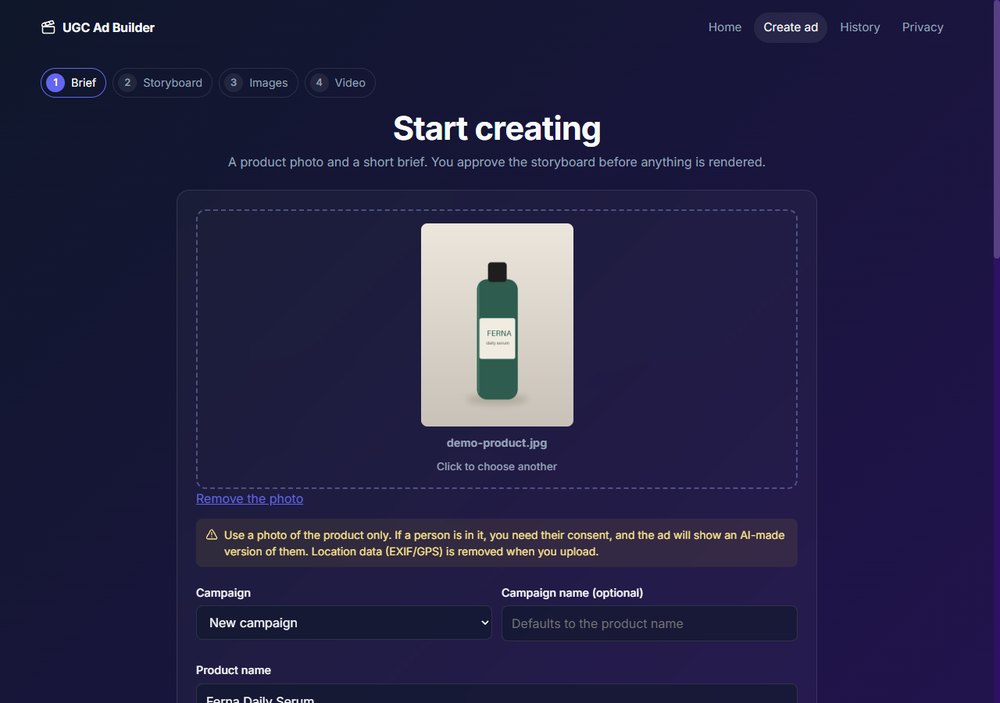 UGC Ad Builder
Home
Create ad
History
Privacy
1 Brief
2 Storyboard
3 Images
4 Video
Start creating
A product photo and a short brief. You approve the storyboard before anything is rendered.
FERNA
daily serum
demo-product.jpg
Click to choose another
Remove the photo
Use a photo of the product only. If a person is in it, you need their consent, and the ad will show an AI-made
version of them. Location data (EXIF/GPS) is removed when you upload.
Campaign
Campaign name (optional)
New campaign
Defaults to the product name
Product name
Ferna Daily Serum